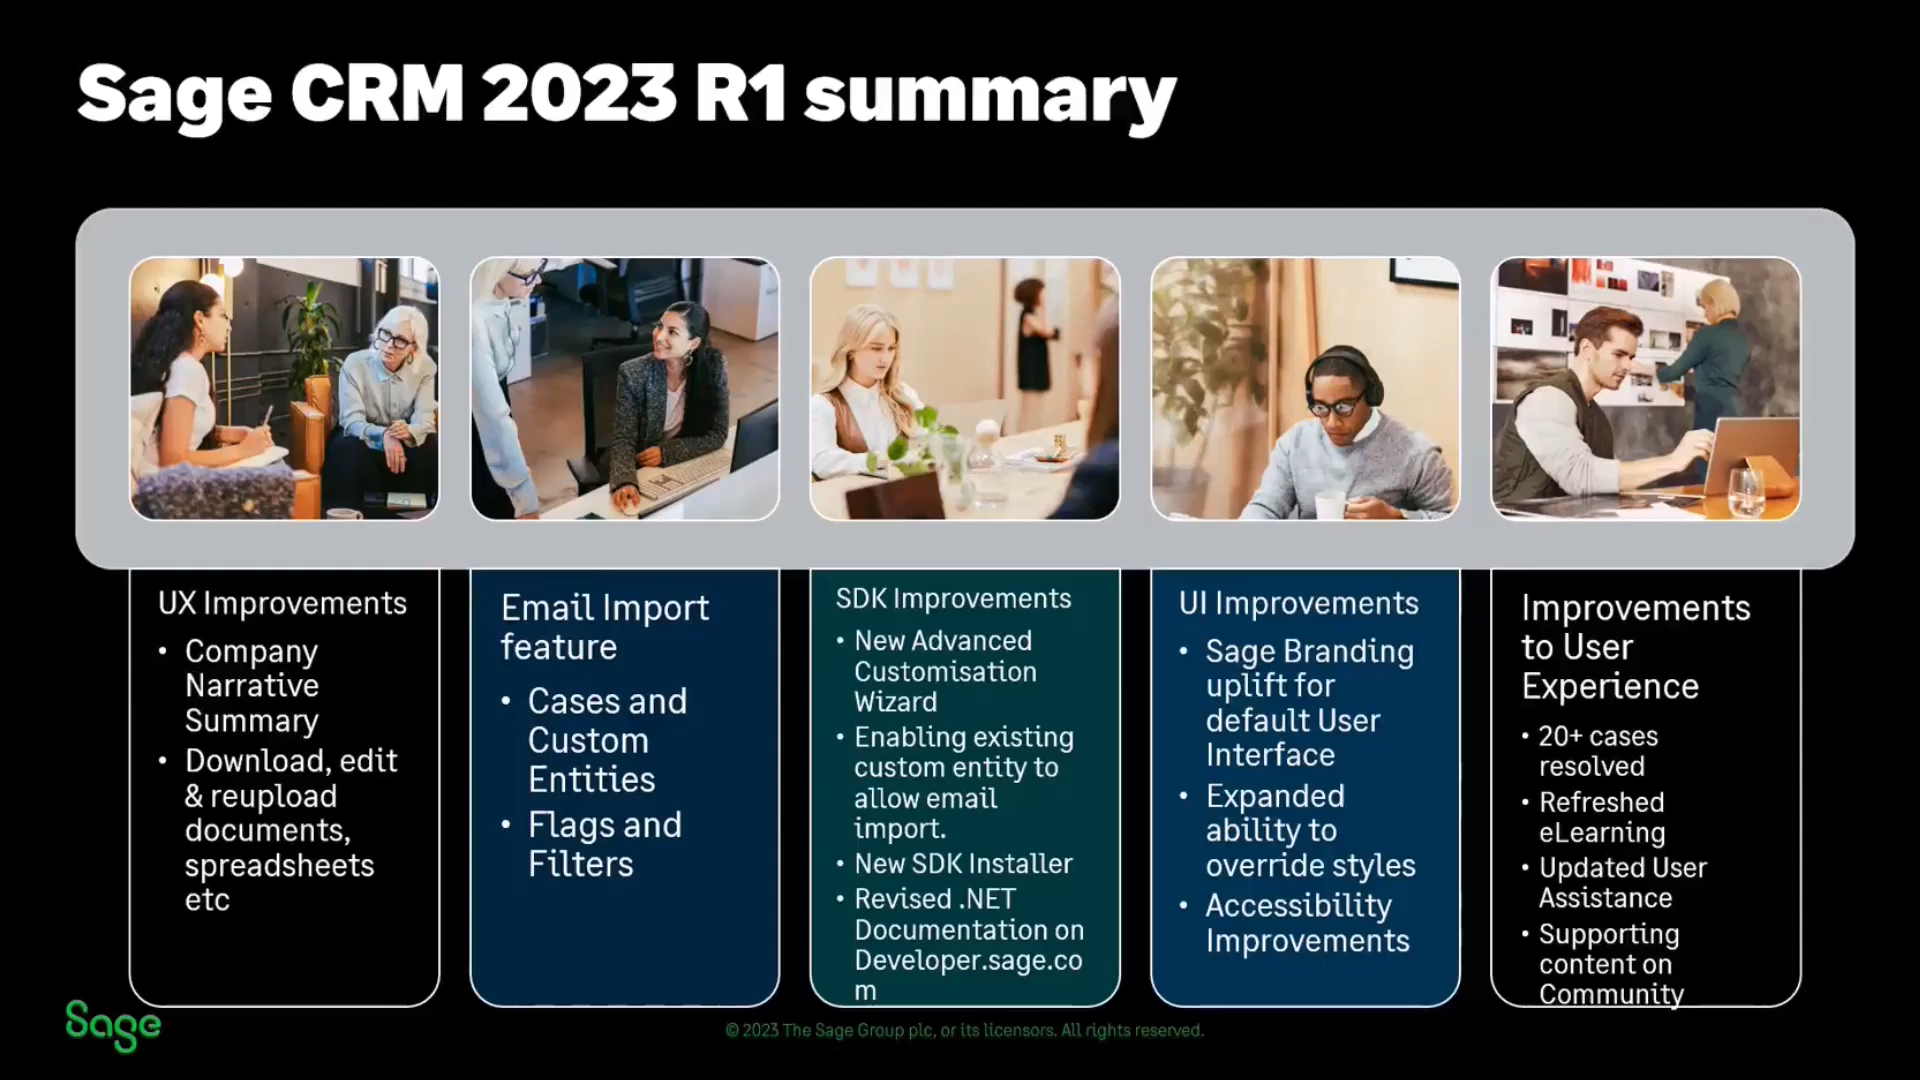 Sage CRM 2023 R1 summary
UX Improvements
• Company
Narrative
Summary
• Download, edit
& reupload
documents,
spreadsheets
etc
Email Import
feature
• Cases and
Custom
Entities
• Flags and
Filters
SDK Improvements
• New Advanced
Customisation
Wizard
• Enabling existing
custom entity to
allow email
import.
• New SDK Installer
• Revised .NET
Documentation on
Developer.sage.co
m
UI Improvements
• Sage Branding
uplift for
default User
Interface
• Expanded
ability to
override styles
• Accessibility
Improvements
Improvements
to User
Experience
• 20+ cases
resolved
• Refreshed
eLearning
• Updated User
Assistance
• Supporting
content on
Community
Sage
© 2023 The Sage Group plc, or its licensors. All rights reserved.